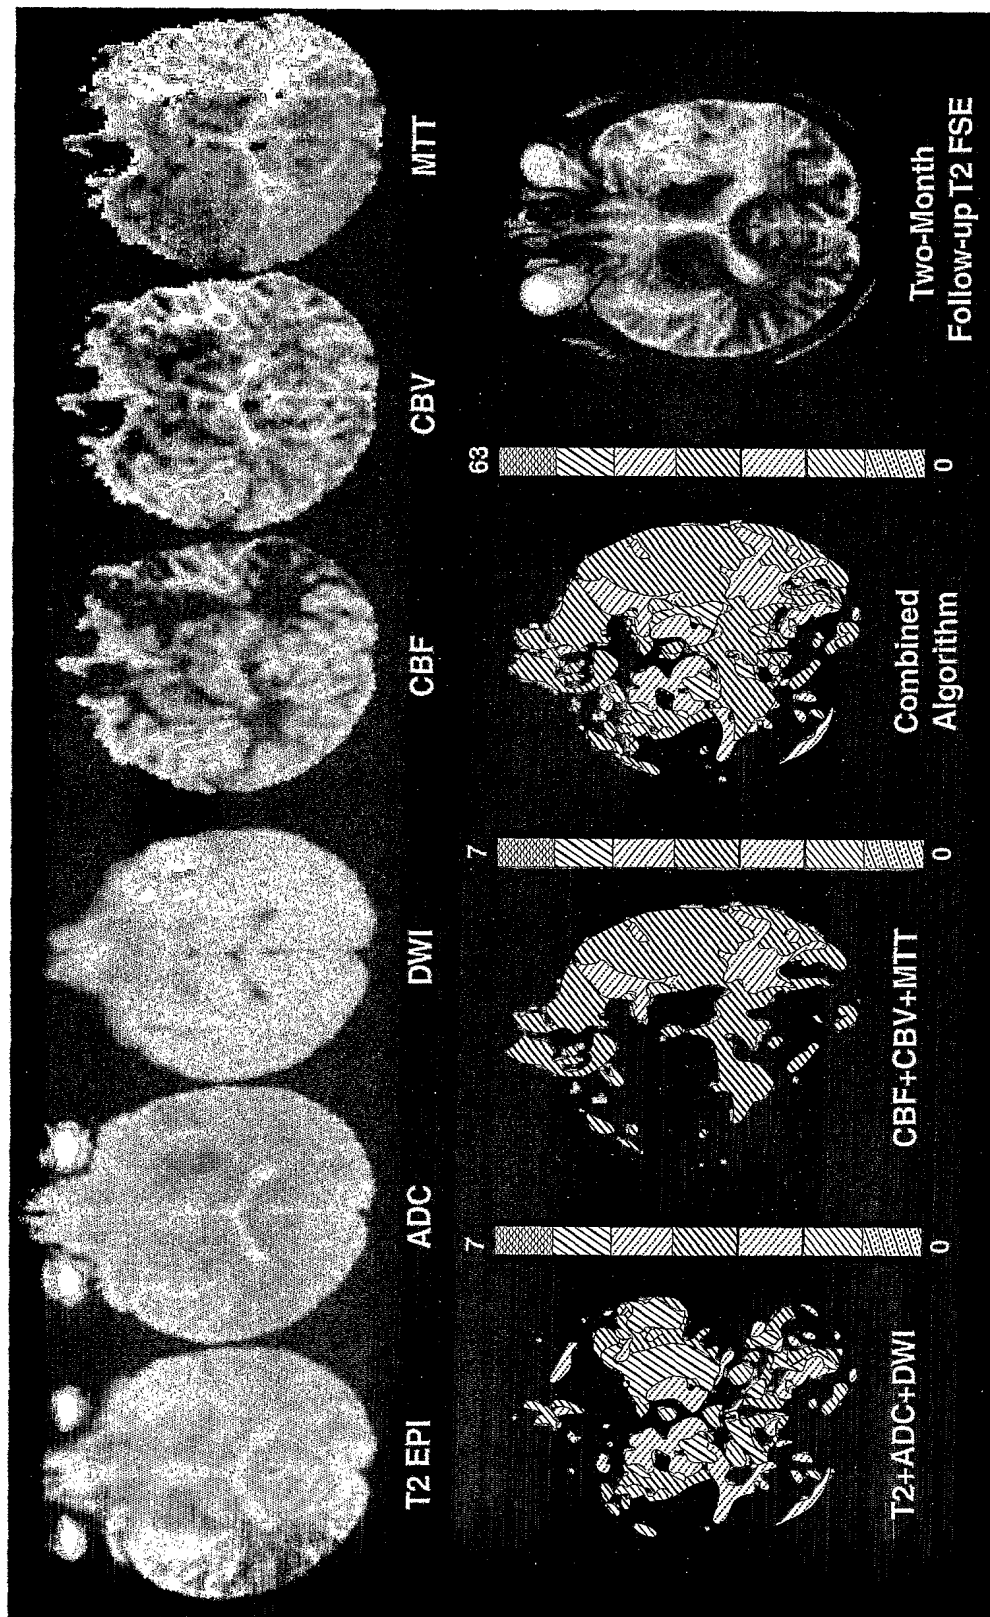 T2 EPI
ADC
DWI
CBF
CBV
MTT
7
0
T2+ADC+DWI
7
0
CBF+CBV+MTT
63
0
Combined
Algorithm
Two-Month
Follow-up T2 FSE